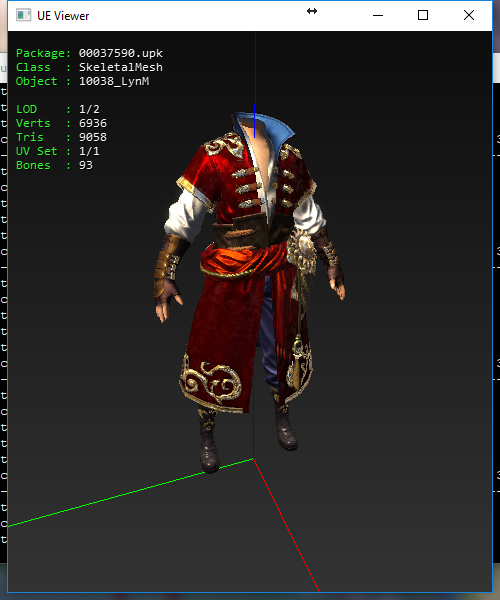 UE Viewer
Package: 00037590.upk
Class : SkeletalMesh
Object : 10038_LynM
LOD : 1/2
Verts : 6936
Tris : 9058
UV Set : 1/1
Bones : 93